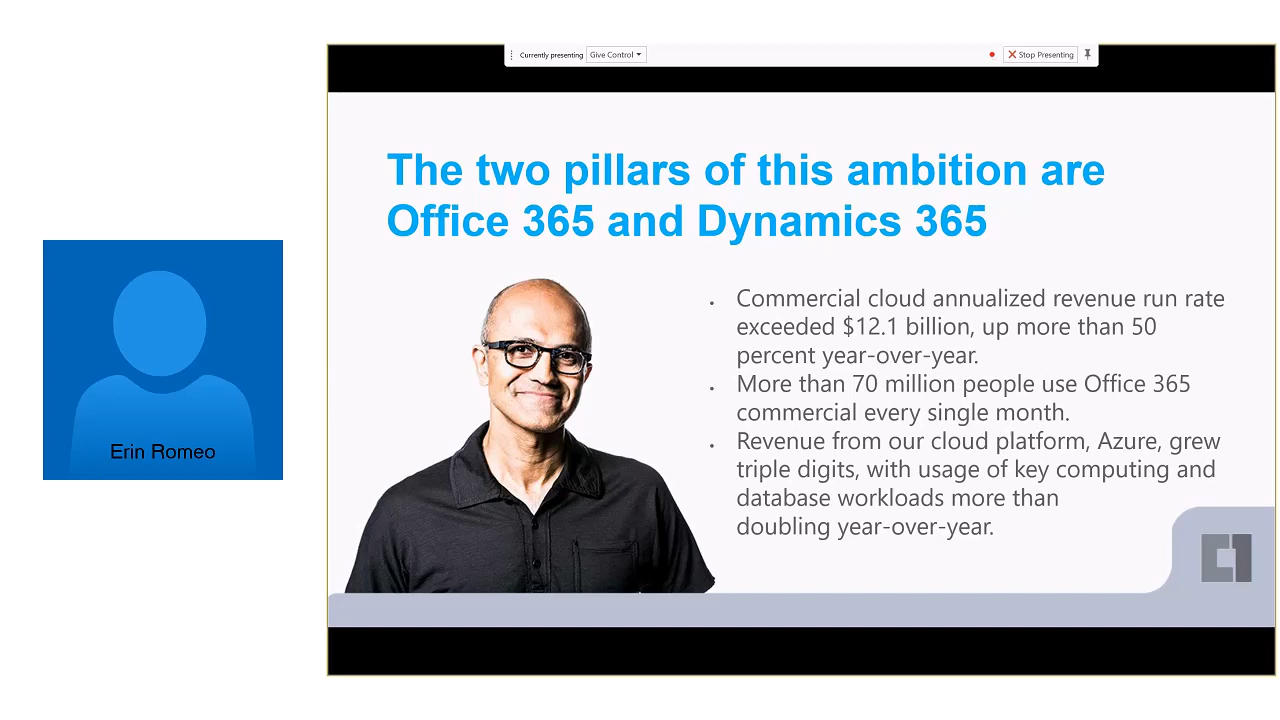 Currently presenting Give Control Stop Presenting
The two pillars of this ambition are
Office 365 and Dynamics 365
• Commercial cloud annualized revenue run rate
exceeded $12.1 billion, up more than 50
percent year-over-year.
• More than 70 million people use Office 365
commercial every single month.
• Revenue from our cloud platform, Azure, grew
triple digits, with usage of key computing and
database workloads more than
doubling year-over-year.
Erin Romeo